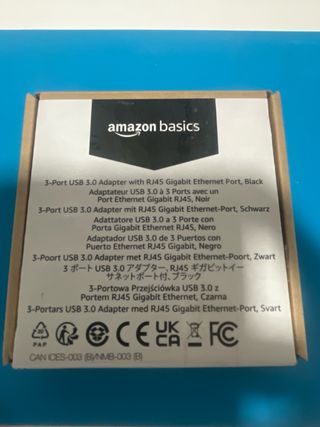 amazon basics
3-Port USB 3.0 Adapter with RJ45 Gigabit Ethernet Port, Black
Adaptateur USB 3.0 à 3 Ports avec un
Port Ethernet Gigabit RJ45, Noir
3-Port USB 3.0 Adapter mit RJ45 Gigabit Ethernet-Port, Schwarz
Adattatore USB 3.0 a 3 Porte con
Porta Gigabit Ethernet RJ45, Nero
Adaptador USB 3.0 de 3 Puertos con
Puerto Ethernet RJ45 Gigabit, Negro
3-Poort USB 3.0 Adapter met RJ45 Gigabit Ethernet-Poort, Zwart
3 ポート USB 3.0 アダプター, RJ45 ギガビットイー
サネットポート付, ブラック
3-Portowa Przejściówka USB 3.0 z
Portem RJ45 Gigabit Ethernet, Czarna
3-Portars USB 3.0 Adapter med RJ45 Gigabit Ethernet-Port, Svart
PAP
CE UK CA FC
CAN ICES-003 (B)/NMB-003 (B)